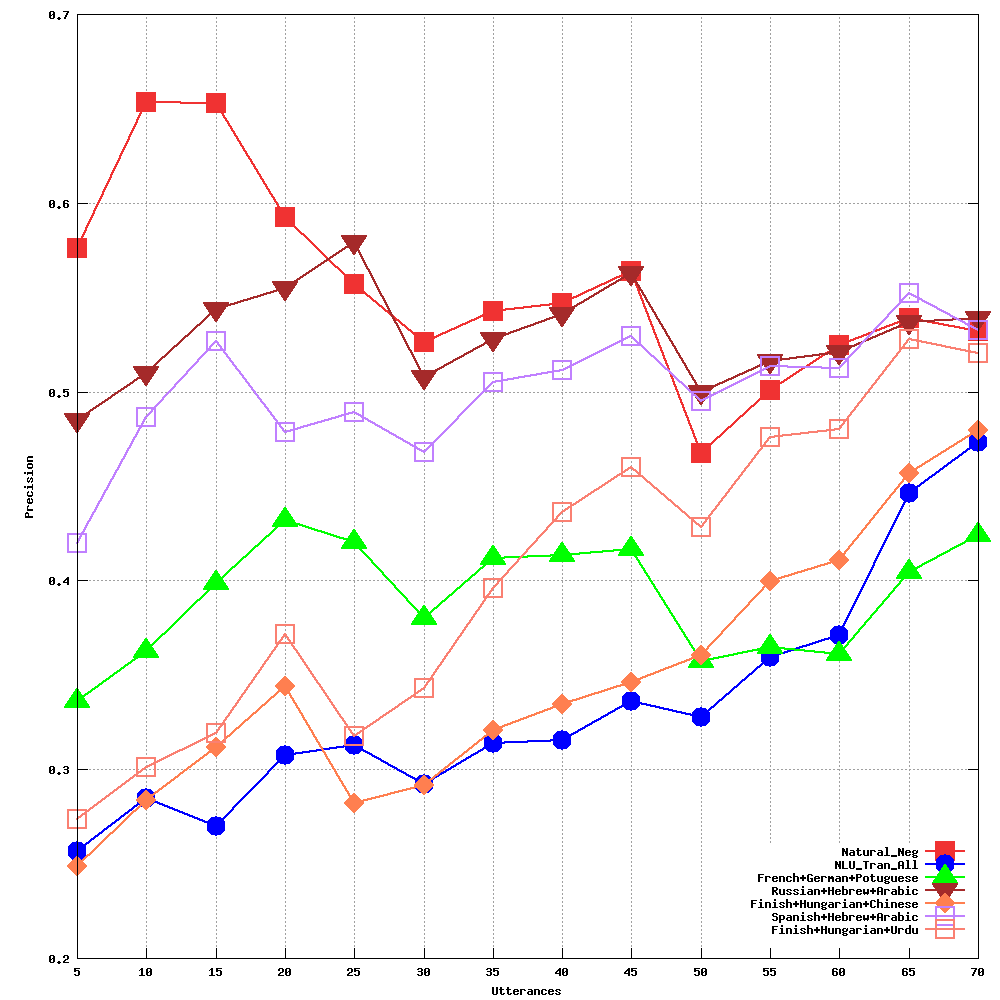 0.7
0.6
0.5
0.4
0.3
0.2
Precision
5 10 15 20 25 30 35 40 45 50 55 60 65 70
Utterances
Natural_Neg
NLU_Tran_All
French+German+Potuguese
Russian+Hebrew+Arabic
Finish+Hungarian+Chinese
Spanish+Hebrew+Arabic
Finish+Hungarian+Urdu